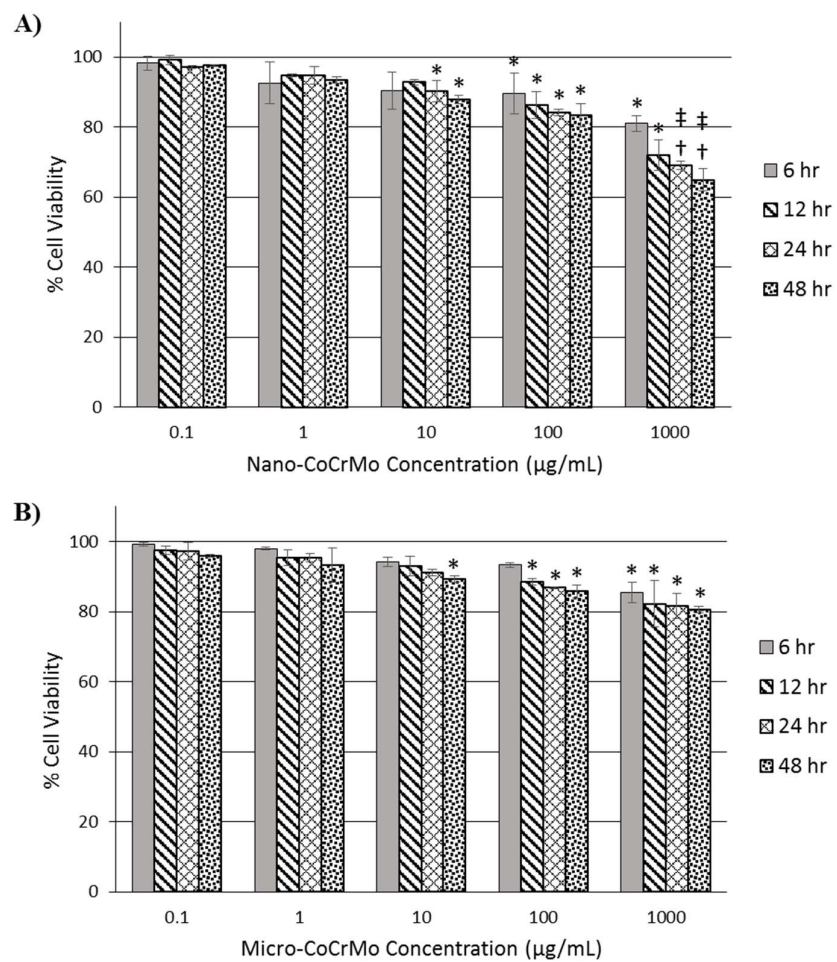 A)
% Cell Viability
100
80
60
40
20
0
* * * * * * * * ‡ ‡
† †
0.1 1 10 100 1000
Nano-CoCrMo Concentration (µg/mL)
6 hr
12 hr
24 hr
48 hr
B)
% Cell Viability
100
80
60
40
20
0
* * * * * * * *
0.1 1 10 100 1000
Micro-CoCrMo Concentration (µg/mL)
6 hr
12 hr
24 hr
48 hr